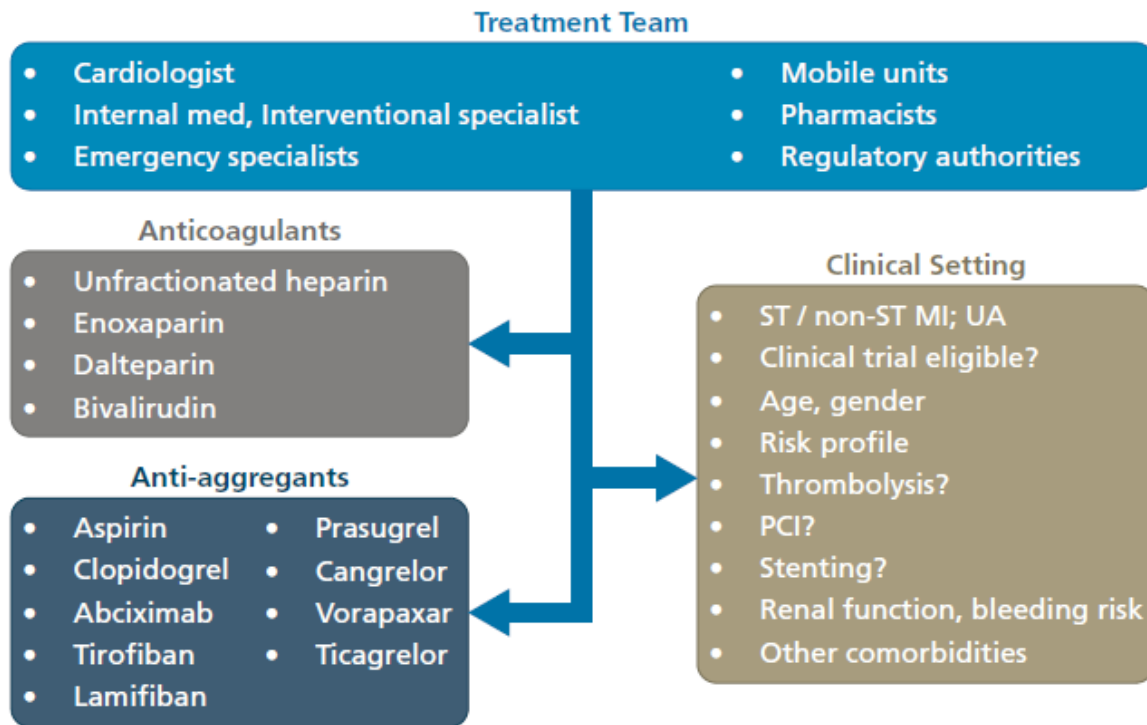 Treatment Team
• Cardiologist
• Internal med, Interventional specialist
• Emergency specialists
• Mobile units
• Pharmacists
• Regulatory authorities
Anticoagulants
• Unfractionated heparin
• Enoxaparin
• Dalteparin
• Bivalirudin
Clinical Setting
• ST / non-ST MI; UA
• Clinical trial eligible?
• Age, gender
• Risk profile
• Thrombolysis?
• PCI?
• Stenting?
• Renal function, bleeding risk
• Other comorbidities
Anti-aggregants
• Aspirin
• Clopidogrel
• Abciximab
• Tirofiban
• Lamifiban
• Prasugrel
• Cangrelor
• Vorapaxar
• Ticagrelor